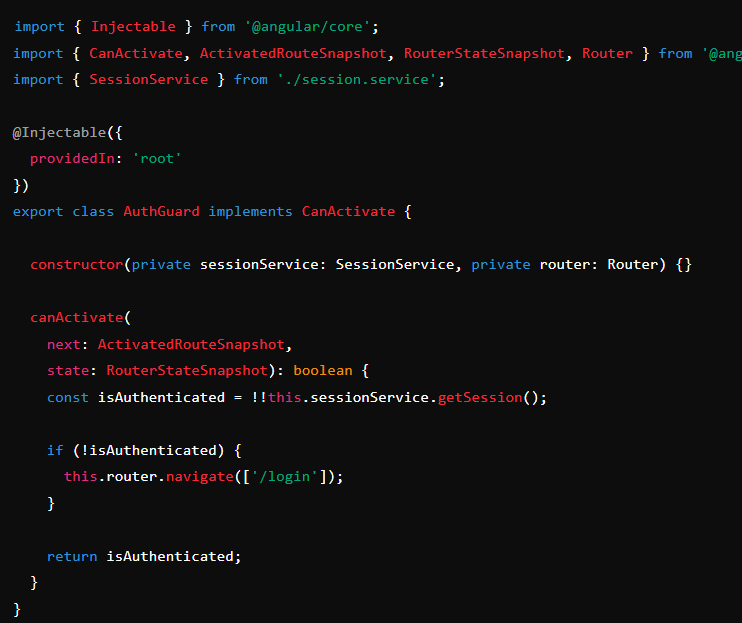 import { Injectable } from '@angular/core';
import { CanActivate, ActivatedRouteSnapshot, RouterStateSnapshot, Router } from '@ang
import { SessionService } from './session.service';
@Injectable({
providedIn: 'root'
})
export class AuthGuard implements CanActivate {
constructor(private sessionService: SessionService, private router: Router) {}
canActivate(
next: ActivatedRouteSnapshot,
state: RouterStateSnapshot): boolean {
const isAuthenticated = !!this.sessionService.getSession();
if (!isAuthenticated) {
this.router.navigate(['/login']);
}
return isAuthenticated;
}
}